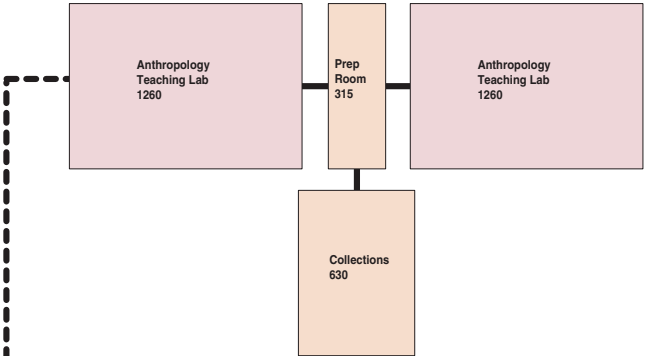 Anthropology
Teaching Lab
1260
Prep
Room
315
Anthropology
Teaching Lab
1260
Collections
630